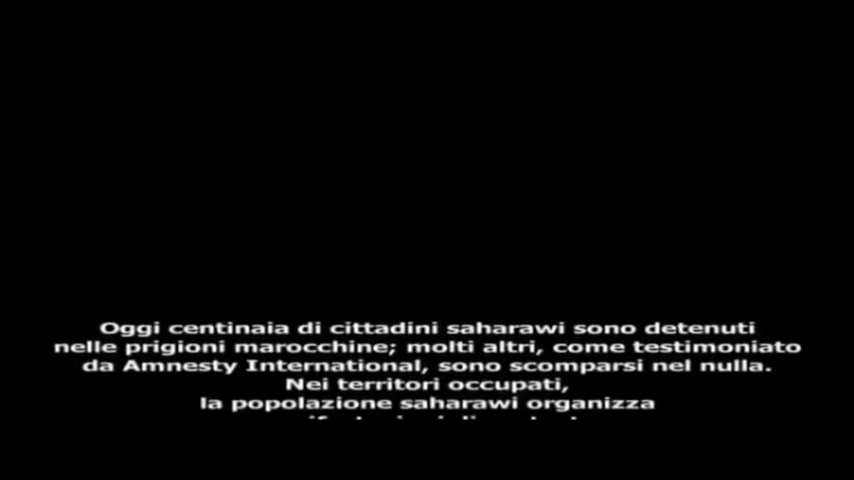 Oggi centinaia di cittadini saharawi sono detenuti
nelle prigioni marocchine; molti altri, come testimoniato
da Amnesty International, sono scomparsi nel nulla.
Nei territori occupati,
la popolazione saharawi organizza